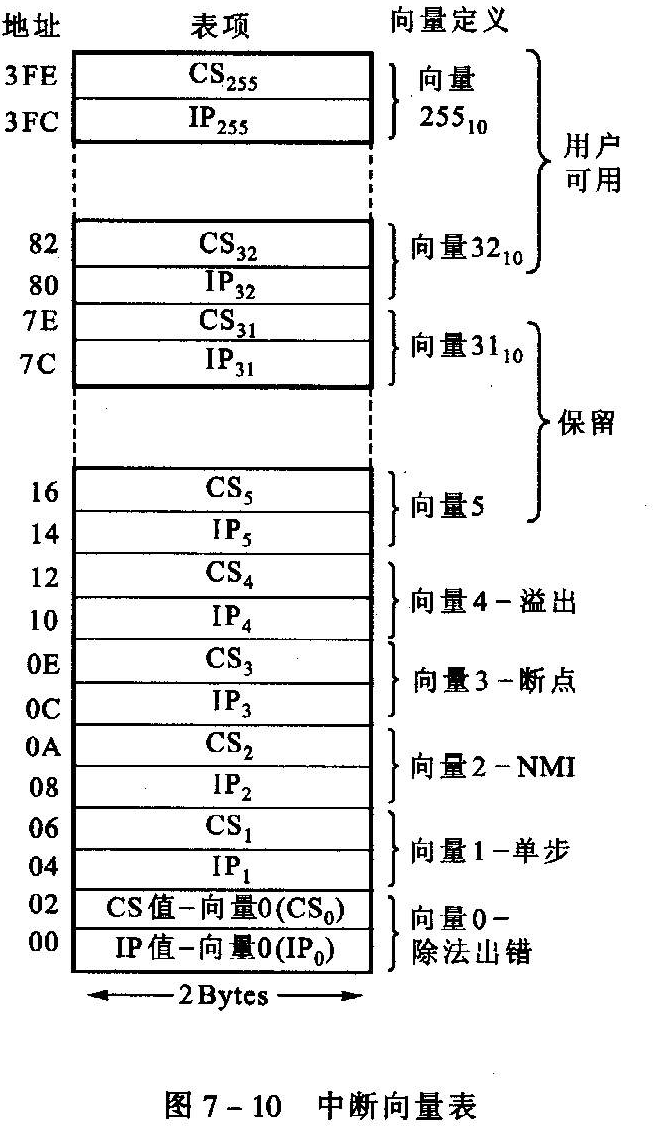 地址 表项 向量定义
3FE CS255 向量
3FC IP255 25510
用户
可用
82 CS32 向量3210
80 IP32
7E CS31 向量3110
7C IP31
保留
16 CS5 向量5
14 IP5
12 CS4 向量4-溢出
10 IP4
0E CS3 向量3-断点
0C IP3
0A CS2 向量2-NMI
08 IP2
06 CS1 向量1-单步
04 IP1
02 CS值-向量0(CS0) 向量0-
00 IP值-向量0(IP0) 除法出错
2Bytes
图7-10 中断向量表